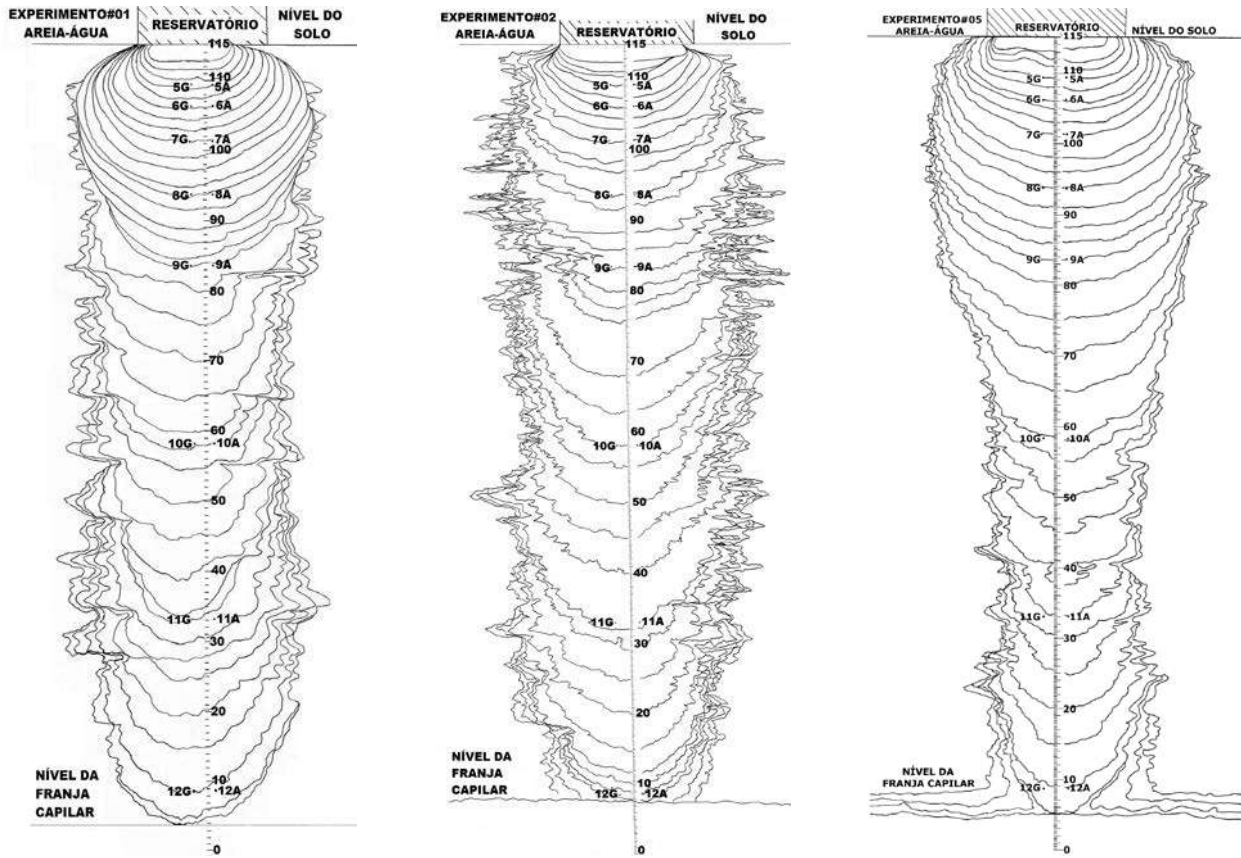 EXPERIMENTO#01
AREIA-ÁGUA
RESERVATÓRIO
NÍVEL DO
SOLO
115
110
5G 5A
6G 6A
7G 7A
100
8G 8A
90
9G 9A
80
70
60
10G 10A
50
40
11G 11A
30
20
10
12G 12A
NÍVEL DA
FRANJA
CAPILAR
0
EXPERIMENTO#02
AREIA-ÁGUA
RESERVATÓRIO
NÍVEL DO
SOLO
115
110
5G 5A
6G 6A
7G 7A
100
8G 8A
90
9G 9A
80
70
60
10G 10A
50
40
11G 11A
30
20
10
12G 12A
NÍVEL DA
FRANJA
CAPILAR
0
EXPERIMENTO#05
AREIA-ÁGUA
RESERVATÓRIO
NÍVEL DO SOLO
115
110
5G 5A
6G 6A
7G 7A
100
8G 8A
90
9G 9A
80
70
60
10G 10A
50
40
11G 11A
30
20
10
12G 12A
NÍVEL DA
FRANJA CAPILAR
0